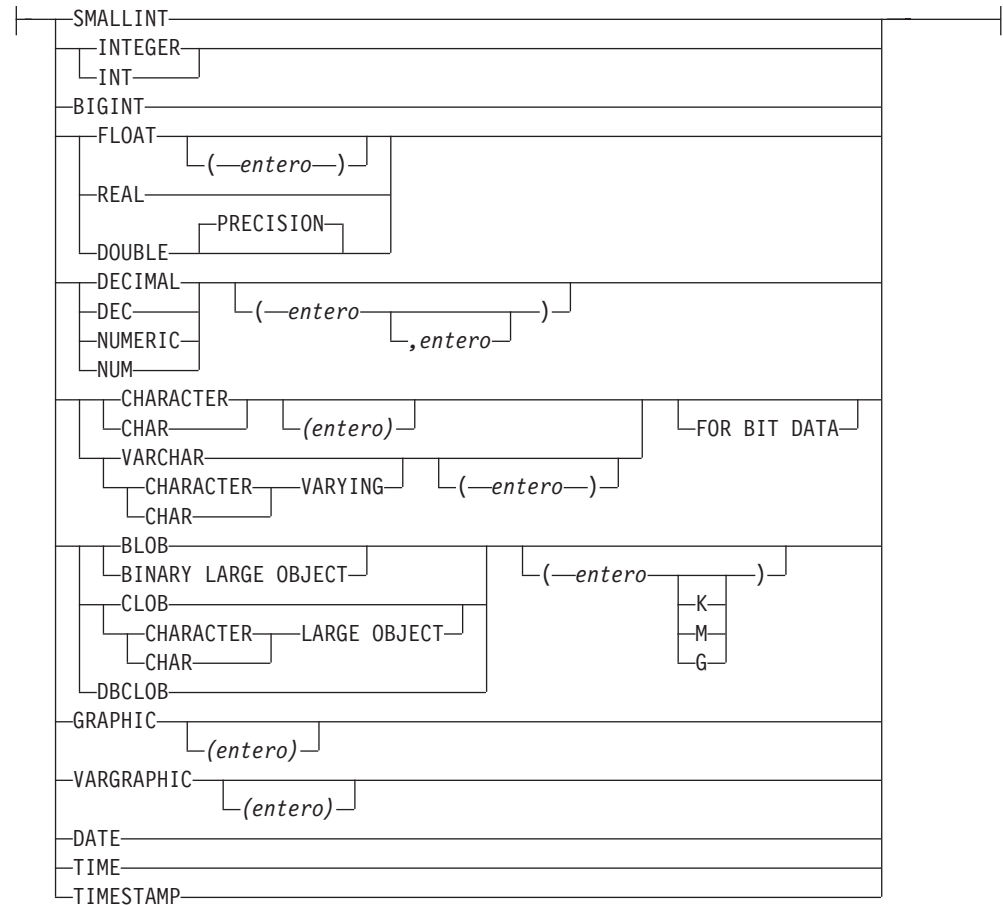 SMALLINT
INTEGER
INT
BIGINT
FLOAT
( entero )
REAL
PRECISION
DOUBLE
DECIMAL
( entero )
DEC
,entero
NUMERIC
NUM
CHARACTER
CHAR
(entero)
FOR BIT DATA
VARCHAR
CHARACTER VARYING
( entero )
CHAR
BLOB
BINARY LARGE OBJECT
( entero )
CLOB
K
CHARACTER LARGE OBJECT
M
CHAR
G
DBCLOB
GRAPHIC
(entero)
VARGRAPHIC
(entero)
DATE
TIME
TIMESTAMP